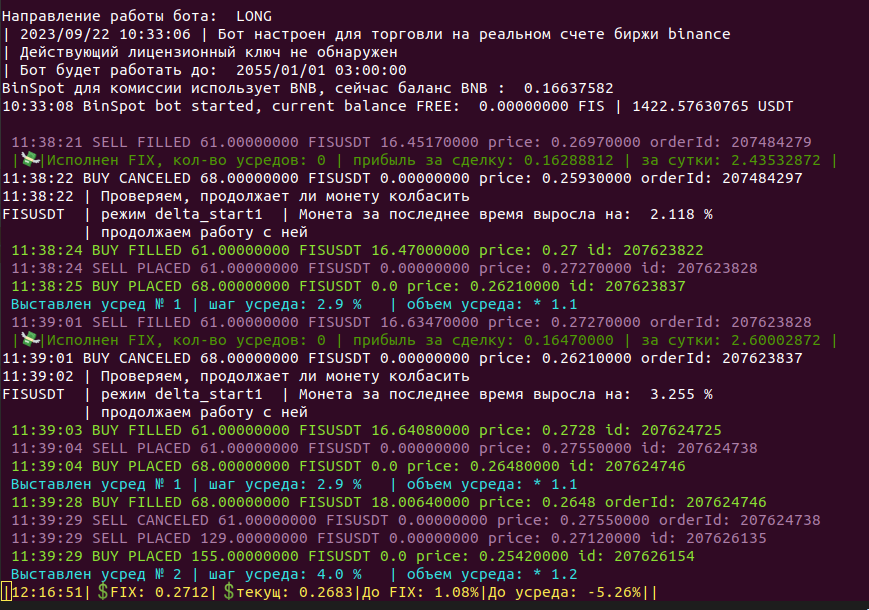 Направление работы бота:  LONG
| 2023/09/22 10:33:06 | Бот настроен для торговли на реальном счете биржи binance
| Действующий лицензионный ключ не обнаружен
| Бот будет работать до:  2055/01/01 03:00:00
BinSpot для комиссии использует BNB, сейчас баланс BNB :  0.16637582
10:33:08 BinSpot bot started, current balance FREE:  0.00000000 FIS | 1422.57630765 USDT
11:38:21 SELL FILLED 61.00000000 FISUSDT 16.45170000 price: 0.26970000 orderId: 207484279
|💸|Исполнен FIX, кол-во усредов: 0 | прибыль за сделку: 0.16288812 | за сутки: 2.43532872 |
11:38:22 BUY CANCELED 68.00000000 FISUSDT 0.00000000 price: 0.25930000 orderId: 207484297
11:38:22 | Проверяем, продолжает ли монету колбасить
FISUSDT  | режим delta_start1  | Монета за последнее время выросла на:  2.118 %
| продолжаем работу с ней
11:38:24 BUY FILLED 61.00000000 FISUSDT 16.47000000 price: 0.27 id: 207623822
11:38:24 SELL PLACED 61.00000000 FISUSDT 0.00000000 price: 0.27270000 id: 207623828
11:38:25 BUY PLACED 68.00000000 FISUSDT 0.0 price: 0.26210000 id: 207623837
Выставлен усред № 1 | шаг усреда: 2.9 %   | объем усреда: * 1.1
11:39:01 SELL FILLED 61.00000000 FISUSDT 16.63470000 price: 0.27270000 orderId: 207623828
|💸|Исполнен FIX, кол-во усредов: 0 | прибыль за сделку: 0.16470000 | за сутки: 2.60002872 |
11:39:01 BUY CANCELED 68.00000000 FISUSDT 0.00000000 price: 0.26210000 orderId: 207623837
11:39:02 | Проверяем, продолжает ли монету колбасить
FISUSDT  | режим delta_start1  | Монета за последнее время выросла на:  3.255 %
| продолжаем работу с ней
11:39:03 BUY FILLED 61.00000000 FISUSDT 16.64080000 price: 0.2728 id: 207624725
11:39:04 SELL PLACED 61.00000000 FISUSDT 0.00000000 price: 0.27550000 id: 207624738
11:39:04 BUY PLACED 68.00000000 FISUSDT 0.0 price: 0.26480000 id: 207624746
Выставлен усред № 1 | шаг усреда: 2.9 %   | объем усреда: * 1.1
11:39:28 BUY FILLED 68.00000000 FISUSDT 18.00640000 price: 0.2648 orderId: 207624746
11:39:29 SELL CANCELED 61.00000000 FISUSDT 0.00000000 price: 0.27550000 orderId: 207624738
11:39:29 SELL PLACED 129.00000000 FISUSDT 0.00000000 price: 0.27120000 id: 207626135
11:39:29 BUY PLACED 155.00000000 FISUSDT 0.0 price: 0.25420000 id: 207626154
Выставлен усред № 2 | шаг усреда: 4.0 %   | объем усреда: * 1.2
|12:16:51|💲FIX: 0.2712|💲текущ: 0.2683|До FIX: 1.08%|До усреда: -5.26%||